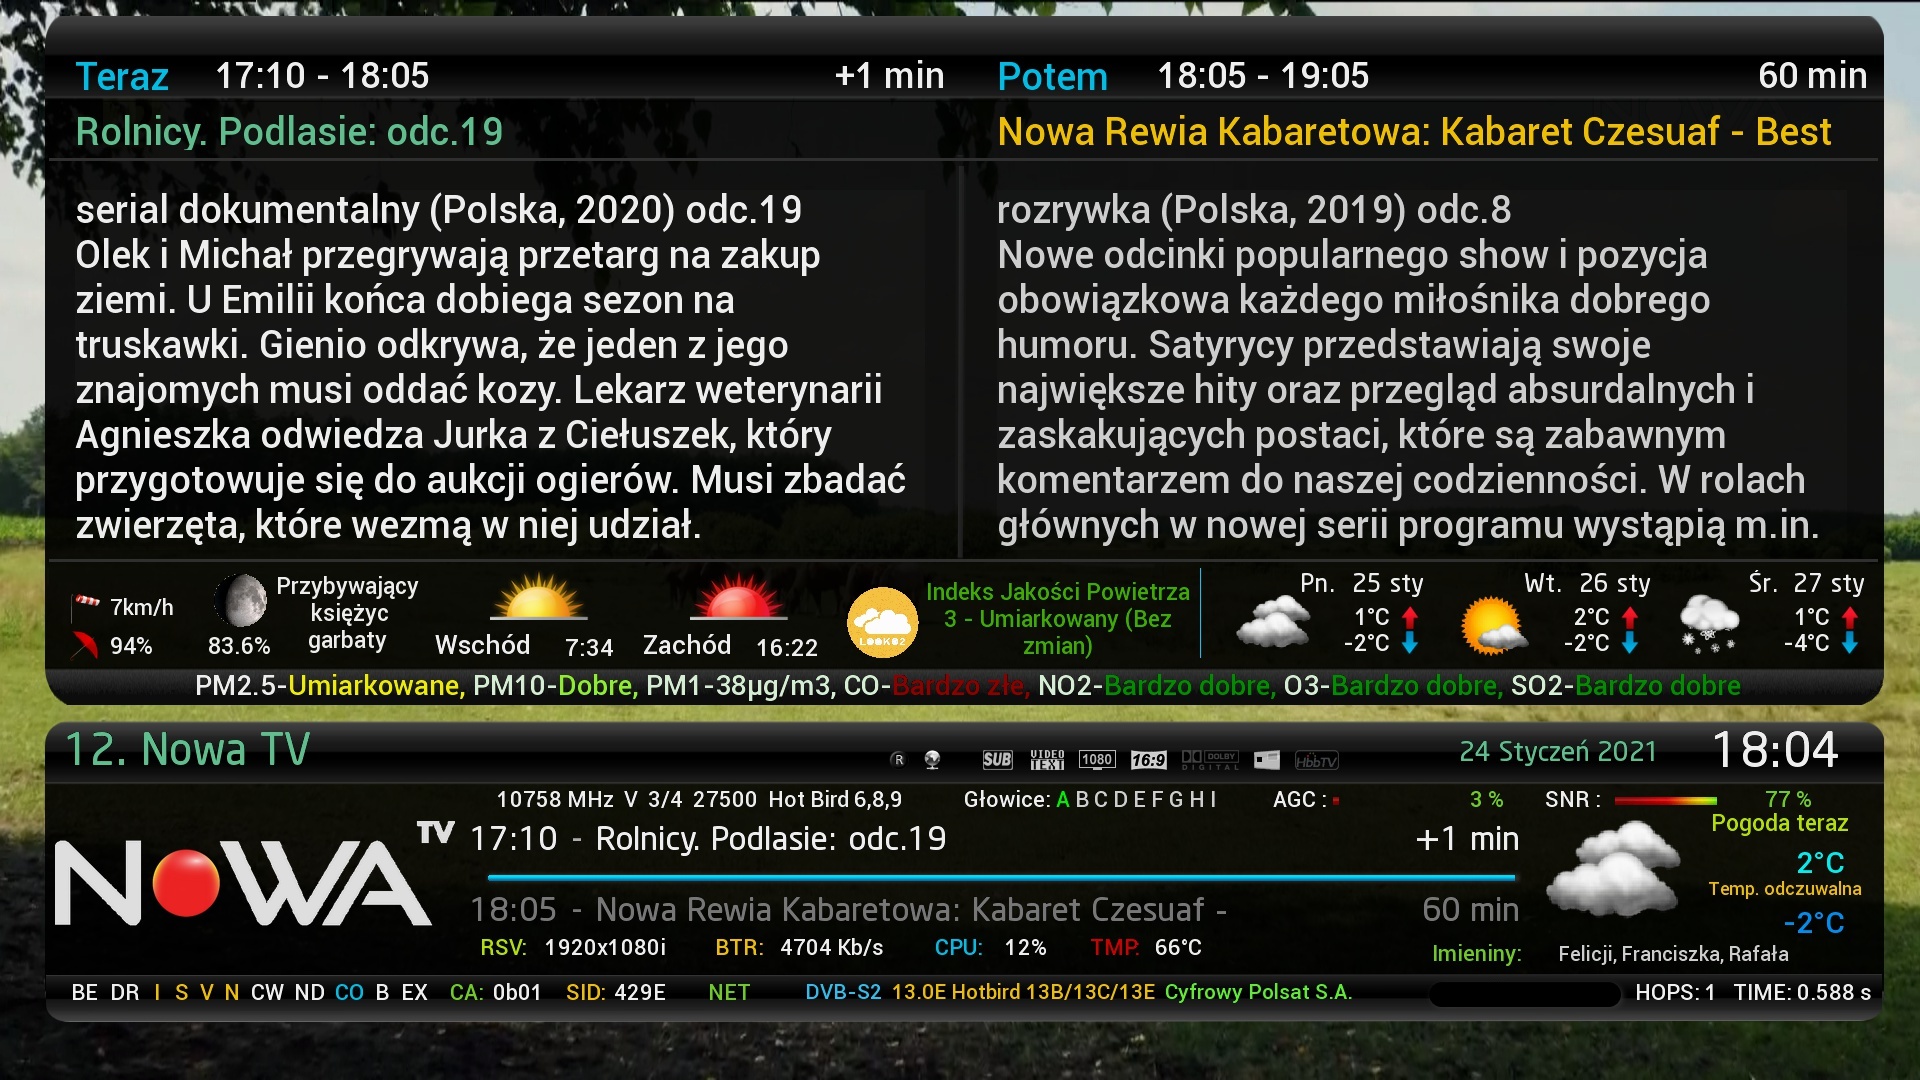 Teraz 17:10 - 18:05 +1 min
Potem 18:05 - 19:05 60 min
Rolnicy. Podlasie: odc.19
Nowa Rewia Kabaretowa: Kabaret Czesuaf - Best
serial dokumentalny (Polska, 2020) odc.19
Olek i Michał przegrywają przetarg na zakup
ziemi. U Emilii końca dobiega sezon na
truskawki. Gienio odkrywa, że jeden z jego
znajomych musi oddać kozy. Lekarz weterynarii
Agnieszka odwiedza Jurka z Ciełuszek, który
przygotowuje się do aukcji ogierów. Musi zbadać
zwierzęta, które wezmą w niej udział.
rozrywka (Polska, 2019) odc.8
Nowe odcinki popularnego show i pozycja
obowiązkowa każdego miłośnika dobrego
humoru. Satyrycy przedstawiają swoje
największe hity oraz przegląd absurdalnych i
zaskakujących postaci, które są zabawnym
komentarzem do naszej codzienności. W rolach
głównych w nowej serii programu wystąpią m.in.
7km/h
94%
83.6%
Przybywający
księżyc
garbaty
Wschód 7:34
Zachód 16:22
LOOKO2
Indeks Jakości Powietrza
3 - Umiarkowany (Bez
zmian)
Pn. 25 sty
1°C
-2°C
Wt. 26 sty
2°C
-2°C
Śr. 27 sty
1°C
-4°C
PM2.5-Umiarkowane, PM10-Dobre, PM1-38µg/m3, CO-Bardzo złe, NO2-Bardzo dobre, O3-Bardzo dobre, SO2-Bardzo dobre
12. Nowa TV
R SUB VIDEO TEXT 1080 16:9 DOLBY DIGITAL HbbTV
24 Styczeń 2021 18:04
10758 MHz V 3/4 27500 Hot Bird 6,8,9 Głowice: A B C D E F G H I AGC : 3 % SNR : 77 %
NOWA TV
17:10 - Rolnicy. Podlasie: odc.19 +1 min
18:05 - Nowa Rewia Kabaretowa: Kabaret Czesuaf - 60 min
Pogoda teraz
2°C
Temp. odczuwalna
-2°C
RSV: 1920x1080i BTR: 4704 Kb/s CPU: 12% TMP: 66°C
Imieniny: Felicji, Franciszka, Rafała
BE DR I S V N CW ND CO B EX CA: 0b01 SID: 429E NET DVB-S2 13.0E Hotbird 13B/13C/13E Cyfrowy Polsat S.A. HOPS: 1 TIME: 0.588 s